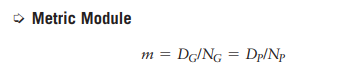 ➪ Metric Module
m = D_G/N_G = D_P/N_P